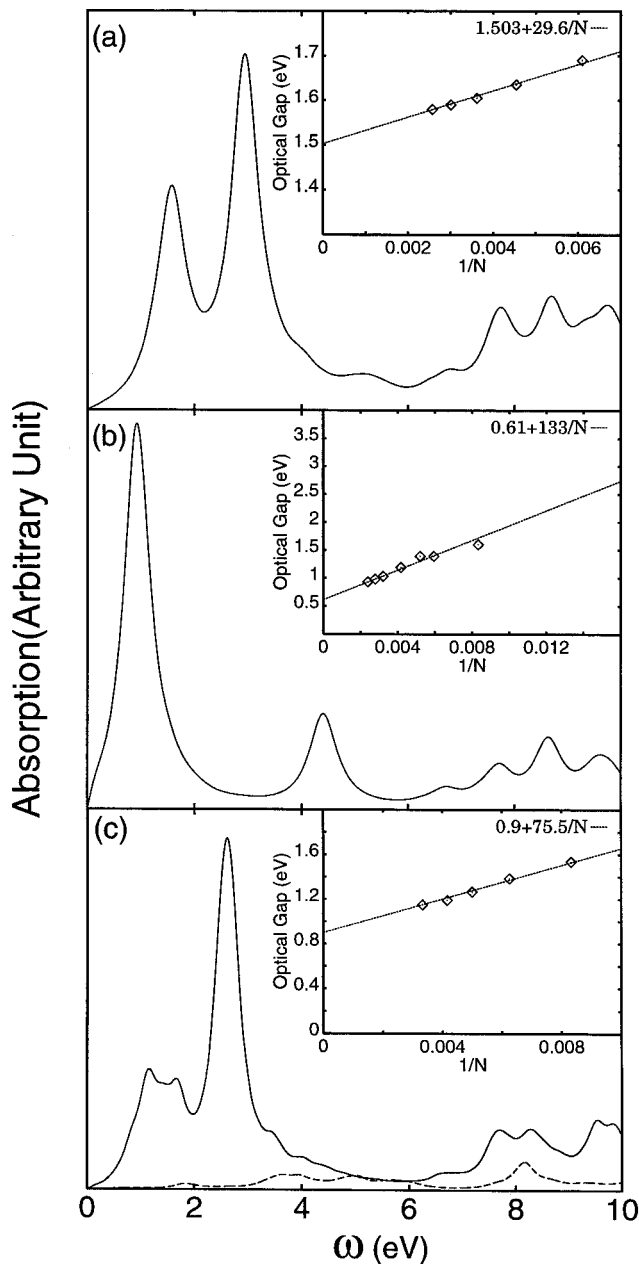 Absorption(Arbitrary Unit)
(a)
1.503+29.6/N
Optical Gap (eV)
1.7
1.6
1.5
1.4
0 0.002 0.004 0.006
1/N
(b)
0.61+133/N
Optical Gap (eV)
3.5
3
2.5
2
1.5
1
0.5
0 0.004 0.008 0.012
1/N
(c)
0.9+75.5/N
Optical Gap (eV)
1.6
1.2
0.8
0.4
0
0 0.004 0.008
1/N
0 2 4 6 8 10
ω (eV)